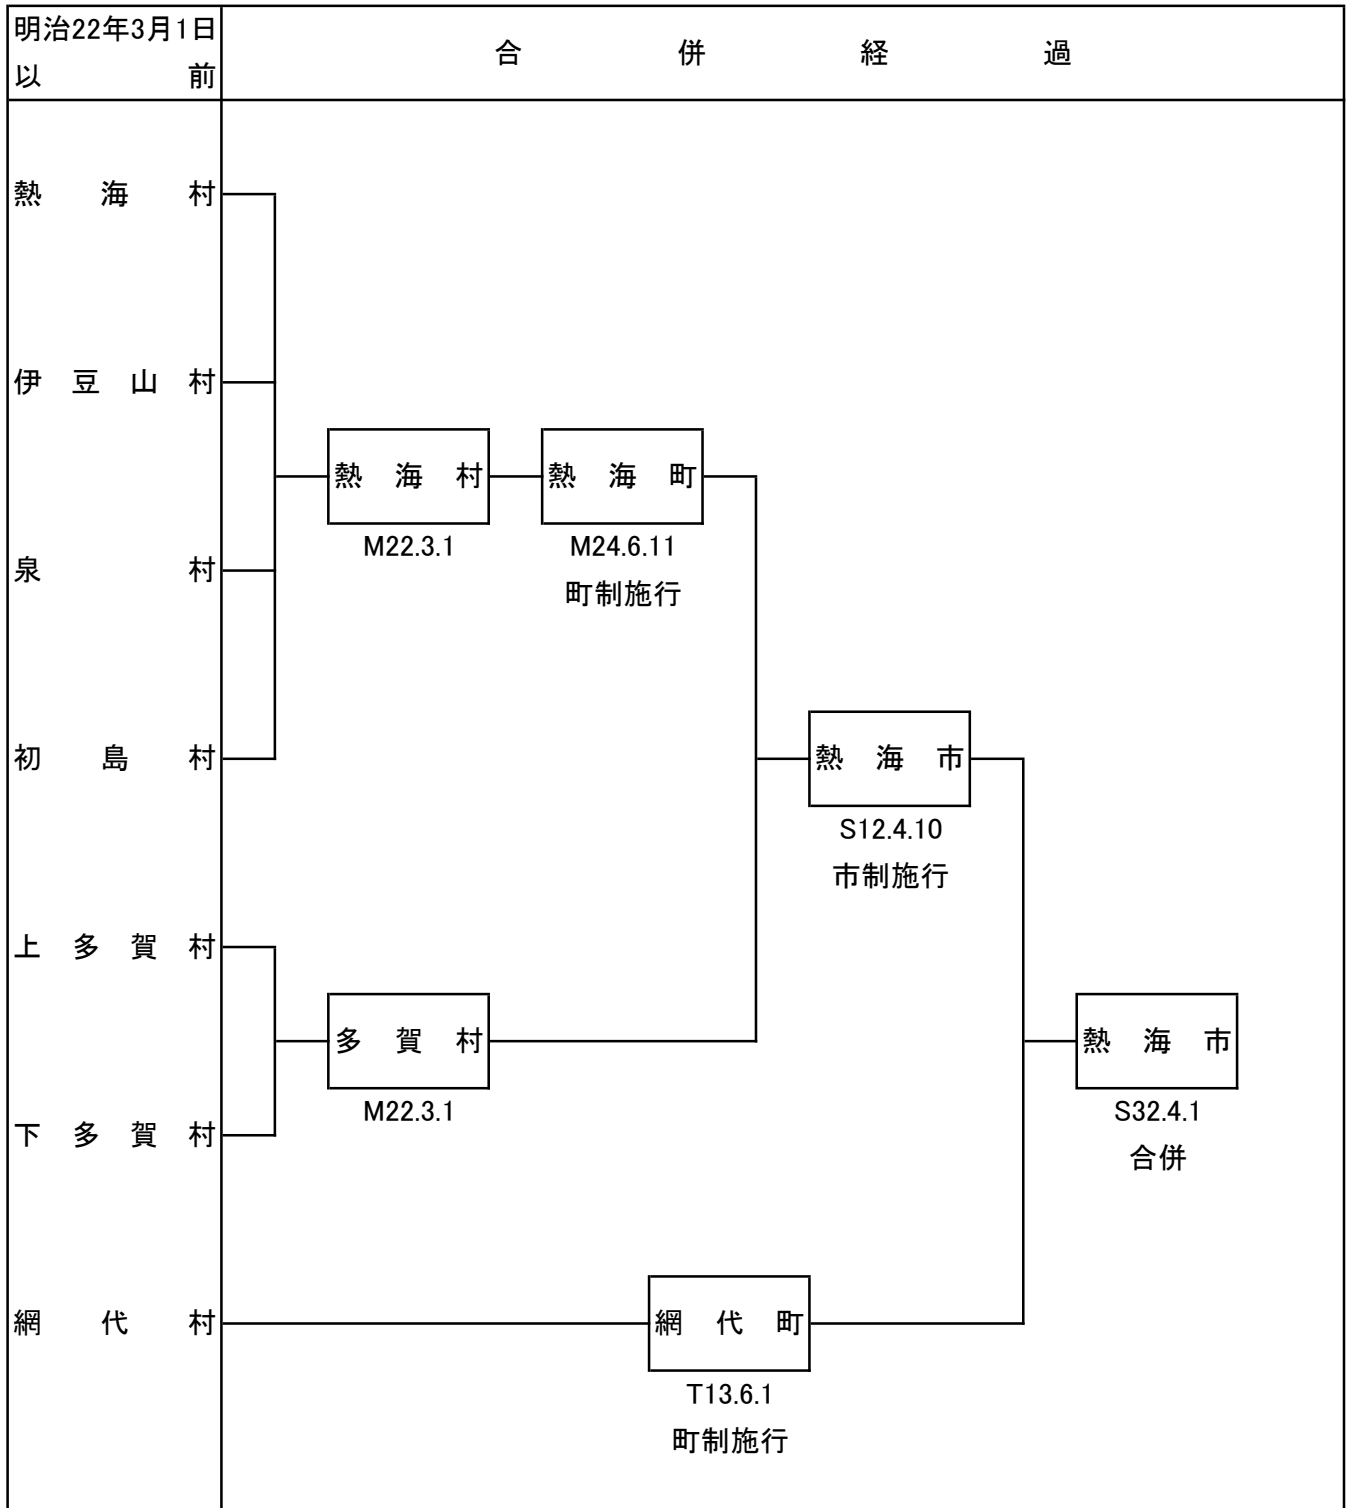 明治22年3月1日
以前
合併経過
熱海村
伊豆山村
熱海村
熱海町
M22.3.1
M24.6.11
泉村
町制施行
初島村
熱海市
S12.4.10
市制施行
上多賀村
多賀村
熱海市
M22.3.1
S32.4.1
下多賀村
合併
網代村
網代町
T13.6.1
町制施行